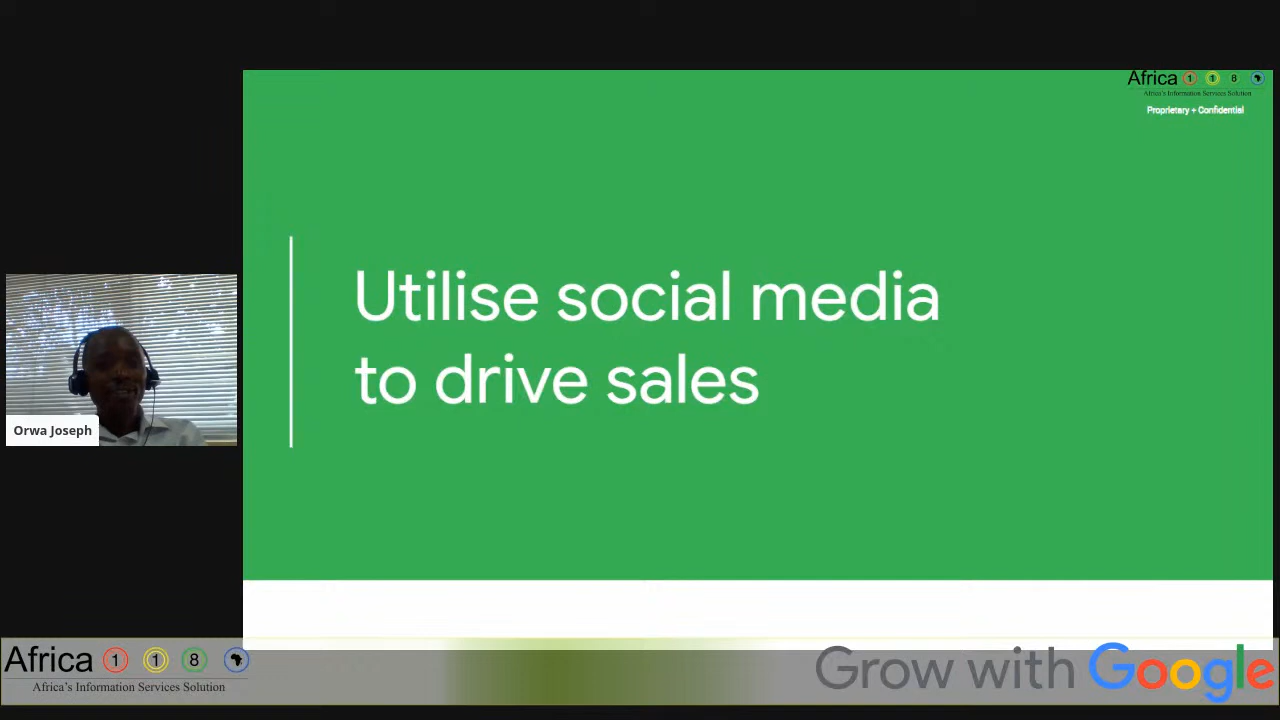 Africa 1 1 8
Africa's Information Services Solution
Proprietary + Confidential
Utilise social media
to drive sales
Orwa Joseph
Africa 1 1 8
Africa's Information Services Solution
Grow with Google